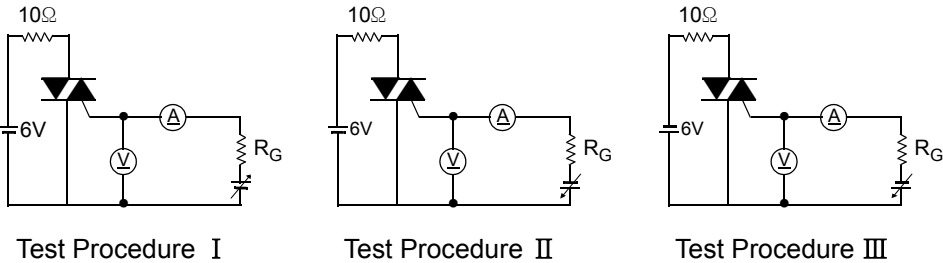 10Ω
6V
A
V
RG
Test Procedure Ⅰ
10Ω
6V
A
V
RG
Test Procedure Ⅱ
10Ω
6V
A
V
RG
Test Procedure Ⅲ